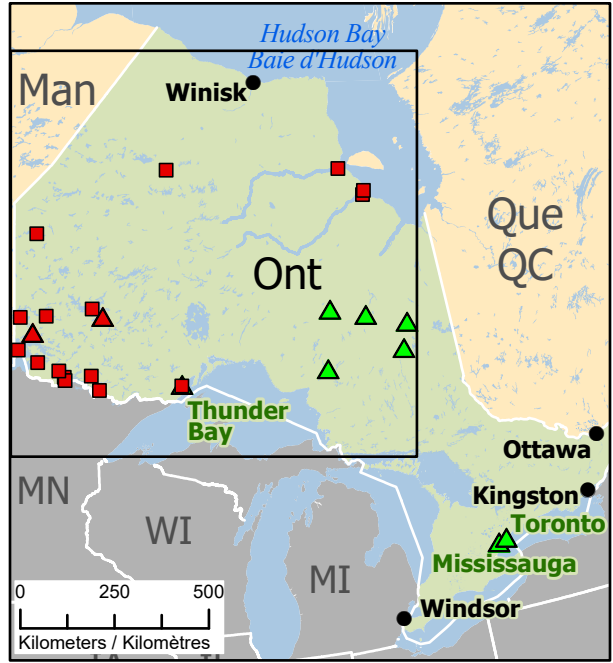 Hudson Bay
Baie d'Hudson
Man
Winisk
Que
QC
Ont
Thunder
Bay
Ottawa
MN
Kingston
WI
Toronto
Mississauga
MI
0 250 500
Windsor
Kilometers / Kilomètres